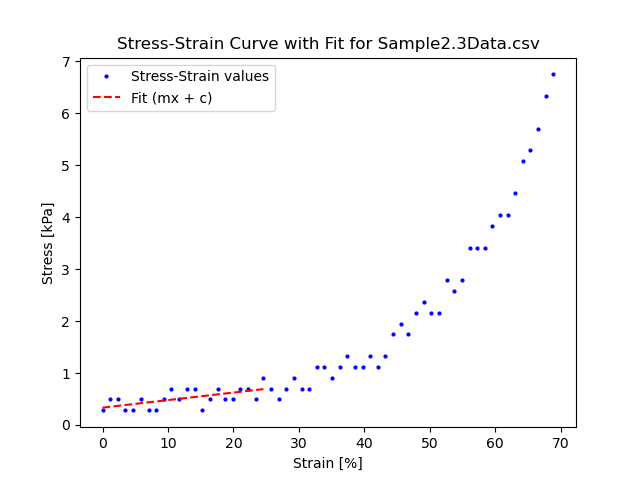 Stress-Strain Curve with Fit for Sample2.3Data.csv
Stress-Strain values
Fit (mx + c)
7
6
5
4
3
2
1
0
Stress [kPa]
0 10 20 30 40 50 60 70
Strain [%]